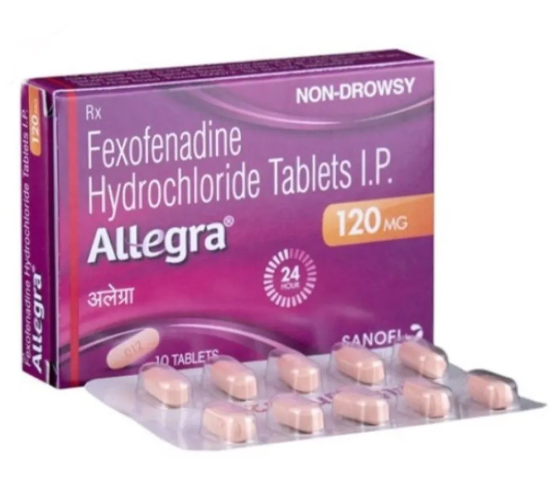 NON-DROWSY
Rx
Fexofenadine
Hydrochloride Tablets I.P.
Allegra®
120 MG
अलेग्रा
24
HOUR
10 TABLETS
SANOFI
Fexofenadine Hydrochloride Tablets I.P.
120 MG
Allegra®